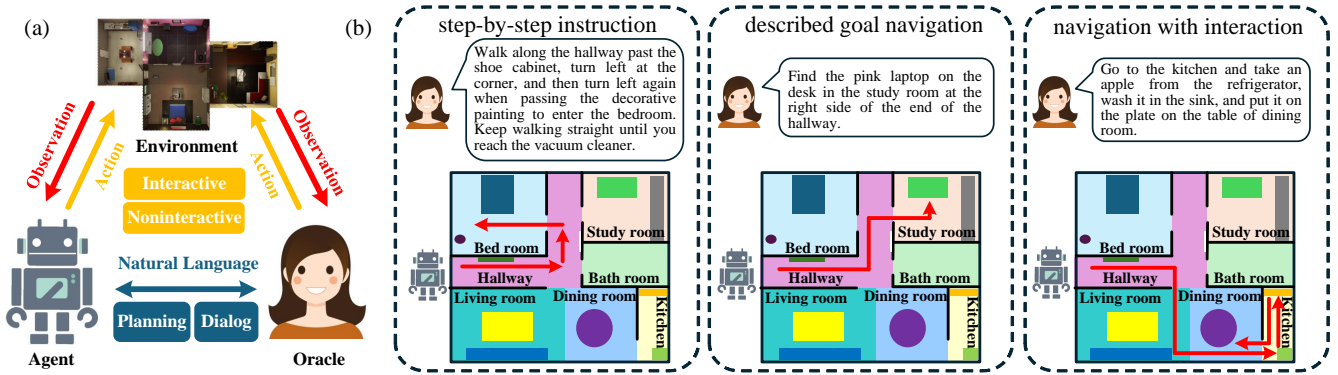 (a)
Environment
Observation
Action
Action
Observation
Interactive
Noninteractive
Natural Language
Planning
Dialog
Agent
Oracle
(b)
step-by-step instruction
Walk along the hallway past the
shoe cabinet, turn left at the
corner, and then turn left again
when passing the decorative
painting to enter the bedroom.
Keep walking straight until you
reach the vacuum cleaner.
Bed room
Study room
Hallway
Bath room
Living room
Dining room
Kitchen
described goal navigation
Find the pink laptop on the
desk in the study room at the
right side of the end of the
hallway.
Bed room
Study room
Hallway
Bath room
Living room
Dining room
Kitchen
navigation with interaction
Go to the kitchen and take an
apple from the refrigerator,
wash it in the sink, and put it on
the plate on the table of dining
room.
Bed room
Study room
Hallway
Bath room
Living room
Dining room
Kitchen